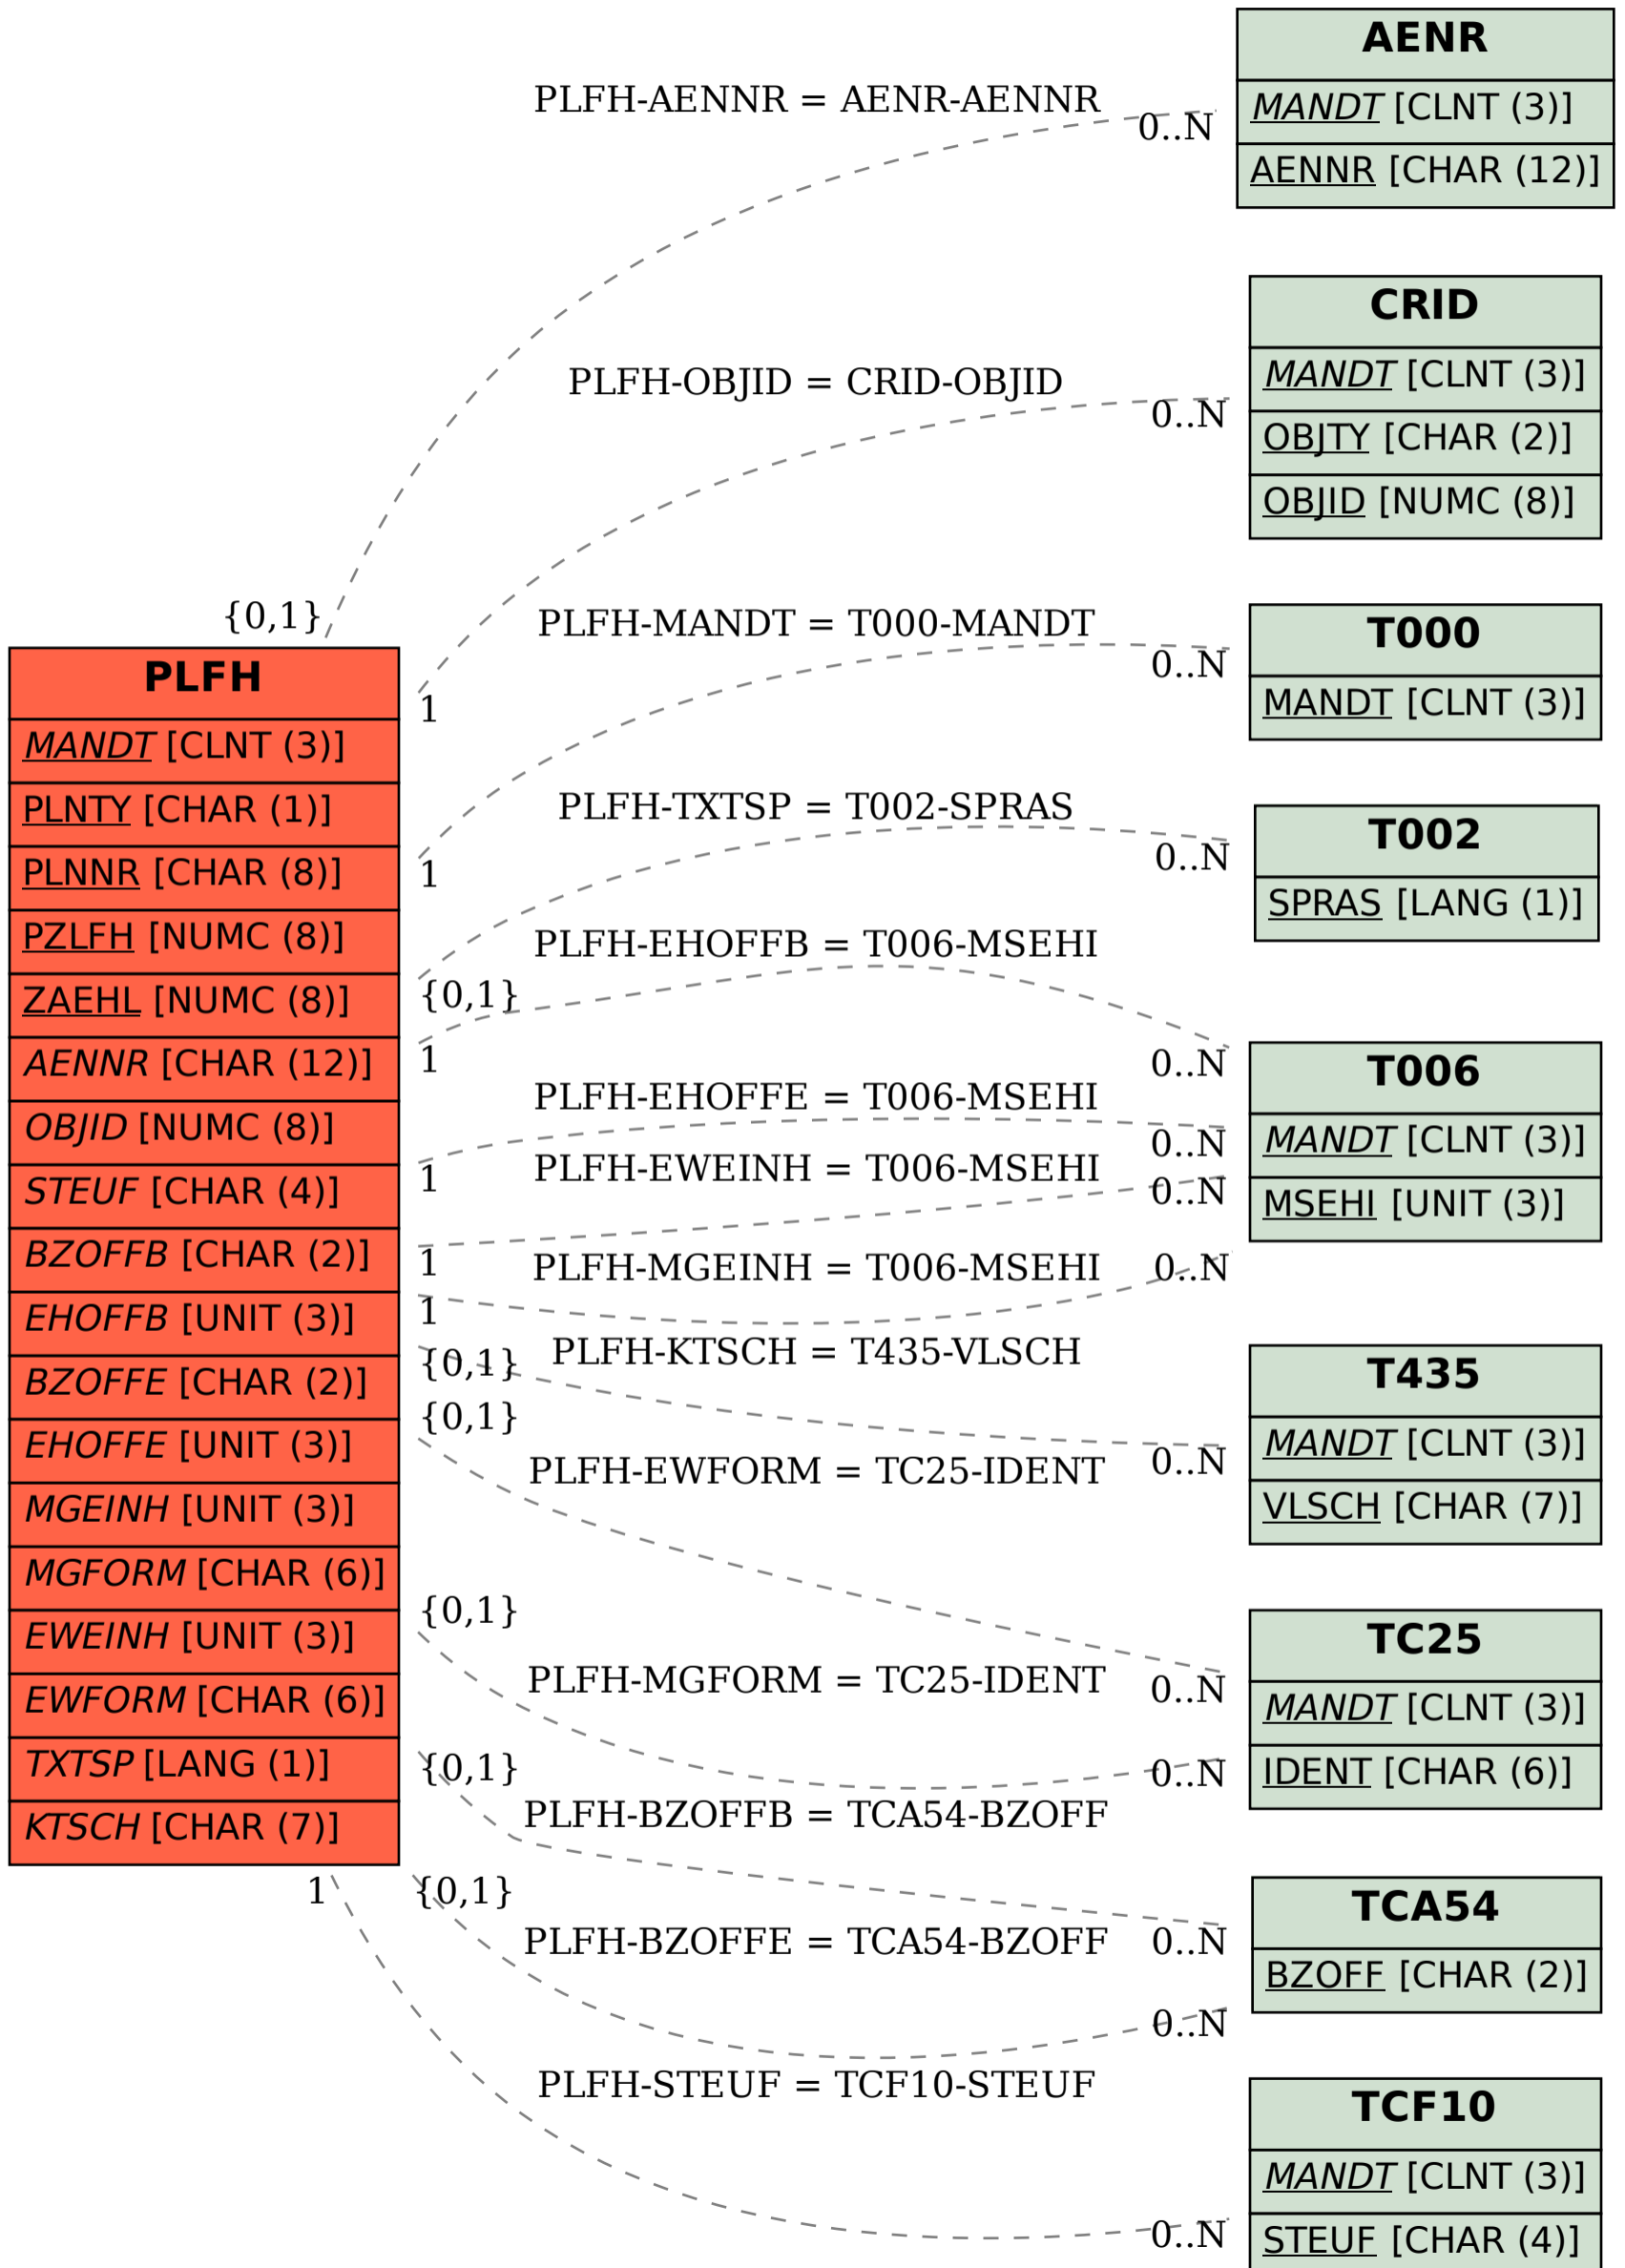 AENR
MANDT [CLNT (3)]
AENNR [CHAR (12)]
PLFH-AENNR = AENR-AENNR
0..N
{0,1}
CRID
MANDT [CLNT (3)]
OBJTY [CHAR (2)]
OBJID [NUMC (8)]
PLFH-OBJID = CRID-OBJID
0..N
1
T000
MANDT [CLNT (3)]
PLFH-MANDT = T000-MANDT
0..N
1
T002
SPRAS [LANG (1)]
PLFH-TXTSP = T002-SPRAS
0..N
{0,1}
PLFH
MANDT [CLNT (3)]
PLNTY [CHAR (1)]
PLNNR [CHAR (8)]
PZLFH [NUMC (8)]
ZAEHL [NUMC (8)]
AENNR [CHAR (12)]
OBJID [NUMC (8)]
STEUF [CHAR (4)]
BZOFFB [CHAR (2)]
EHOFFB [UNIT (3)]
BZOFFE [CHAR (2)]
EHOFFE [UNIT (3)]
MGEINH [UNIT (3)]
MGFORM [CHAR (6)]
EWEINH [UNIT (3)]
EWFORM [CHAR (6)]
TXTSP [LANG (1)]
KTSCH [CHAR (7)]
PLFH-EHOFFB = T006-MSEHI
0..N
1
PLFH-EHOFFE = T006-MSEHI
0..N
1
PLFH-EWEINH = T006-MSEHI
0..N
1
PLFH-MGEINH = T006-MSEHI
0..N
1
T006
MANDT [CLNT (3)]
MSEHI [UNIT (3)]
PLFH-KTSCH = T435-VLSCH
0..N
{0,1}
T435
MANDT [CLNT (3)]
VLSCH [CHAR (7)]
PLFH-EWFORM = TC25-IDENT
0..N
{0,1}
PLFH-MGFORM = TC25-IDENT
0..N
{0,1}
TC25
MANDT [CLNT (3)]
IDENT [CHAR (6)]
PLFH-BZOFFB = TCA54-BZOFF
0..N
{0,1}
PLFH-BZOFFE = TCA54-BZOFF
0..N
{0,1}
TCA54
BZOFF [CHAR (2)]
PLFH-STEUF = TCF10-STEUF
0..N
1
TCF10
MANDT [CLNT (3)]
STEUF [CHAR (4)]